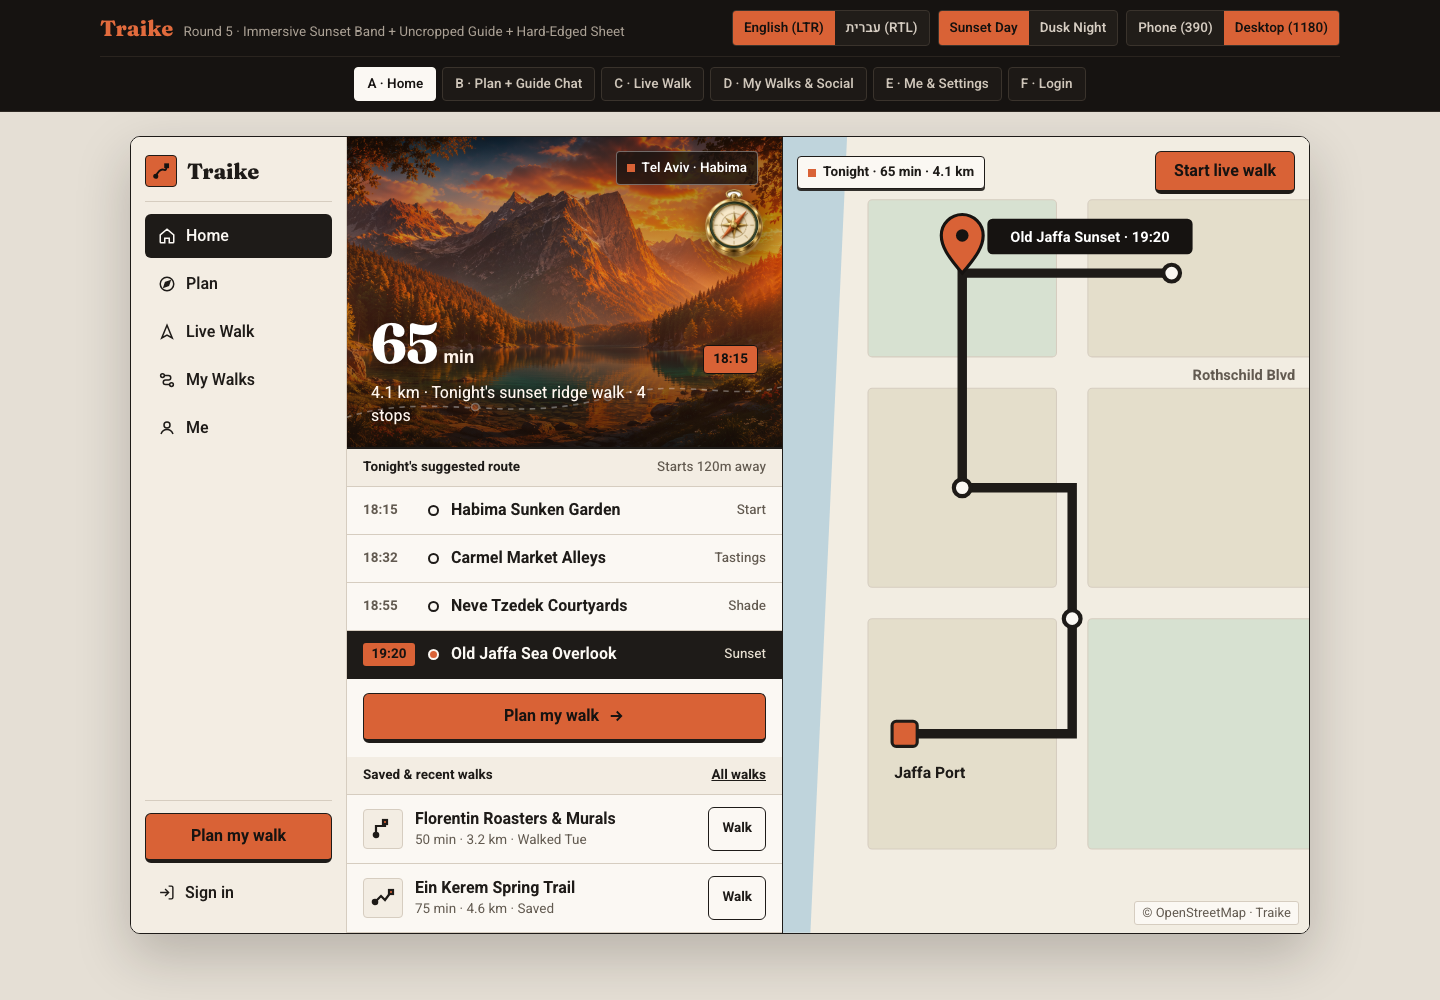 Traike
Round 5 · Immersive Sunset Band + Uncropped Guide + Hard-Edged Sheet
English (LTR)
עברית (RTL)
Sunset Day
Dusk Night
Phone (390)
Desktop (1180)
A · Home
B · Plan + Guide Chat
C · Live Walk
D · My Walks & Social
E · Me & Settings
F · Login
Traike
Home
Plan
Live Walk
My Walks
Me
Plan my walk
Sign in
Tel Aviv · Habima
65 min
18:15
4.1 km · Tonight's sunset ridge walk · 4
stops
Tonight's suggested route
Starts 120m away
18:15 Habima Sunken Garden Start
18:32 Carmel Market Alleys Tastings
18:55 Neve Tzedek Courtyards Shade
19:20 Old Jaffa Sea Overlook Sunset
Plan my walk →
Saved & recent walks
All walks
Florentin Roasters & Murals
50 min · 3.2 km · Walked Tue
Walk
Ein Kerem Spring Trail
75 min · 4.6 km · Saved
Walk
Tonight · 65 min · 4.1 km
Start live walk
Old Jaffa Sunset · 19:20
Rothschild Blvd
Jaffa Port
© OpenStreetMap · Traike